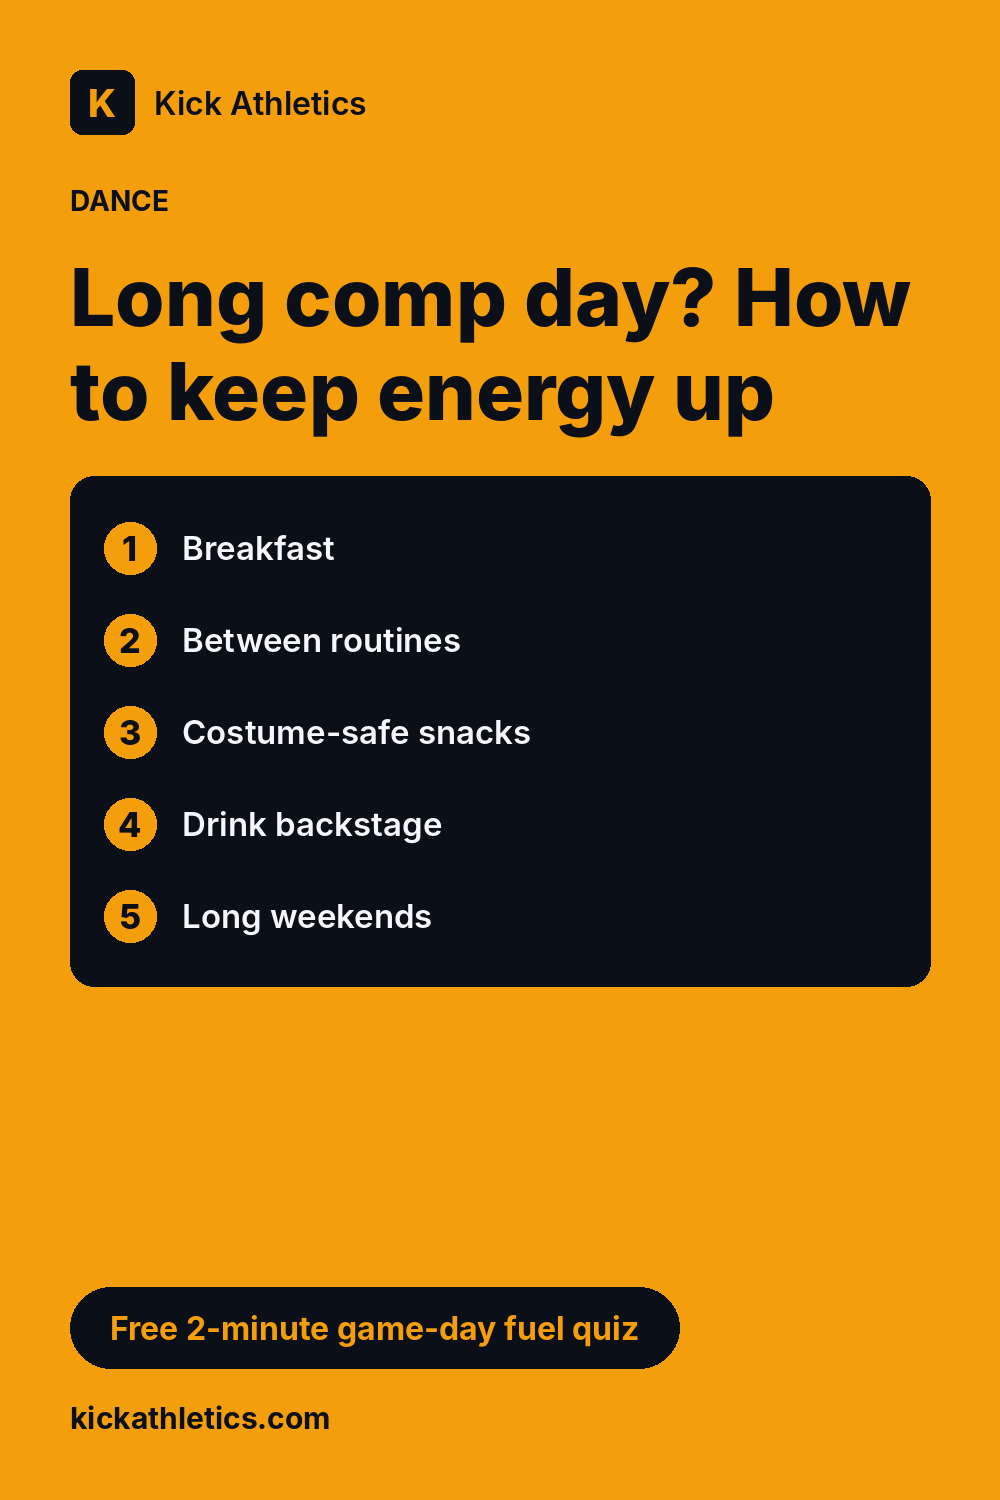 K
Kick Athletics
DANCE
Long comp day? How
to keep energy up
1 Breakfast
2 Between routines
3 Costume-safe snacks
4 Drink backstage
5 Long weekends
Free 2-minute game-day fuel quiz
kickathletics.com